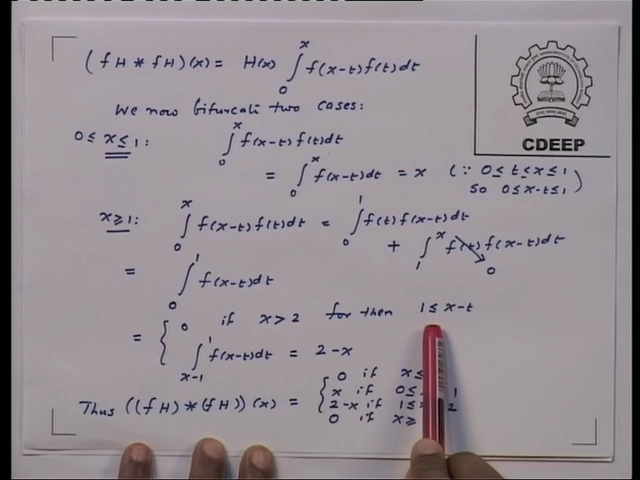 (fH * fH)(x) = H(x) ∫₀ˣ f(x-t)f(t)dt
We now bifurcate two cases:
0 ≤ x ≤ 1: ∫₀ˣ f(x-t)f(t)dt
= ∫₀ˣ f(x-t)dt = x (∵ 0≤t<x≤1
so 0≤x-t≤1)
x ≥ 1: ∫₀ˣ f(x-t)f(t)dt = ∫₀¹ f(t)f(x-t)dt
+ ∫₁ˣ f(t)f(x-t)dt
0
= ∫₀¹ f(x-t)dt
= { 0 if x > 2 for then 1 ≤ x-t
∫ₓ₋₁¹ f(x-t)dt = 2-x
Thus ((fH)*(fH))(x) = { 0 if x ≤
x if 0 ≤ 1
2-x if 1 ≤ x 2
0 if x ≥
CDEEP